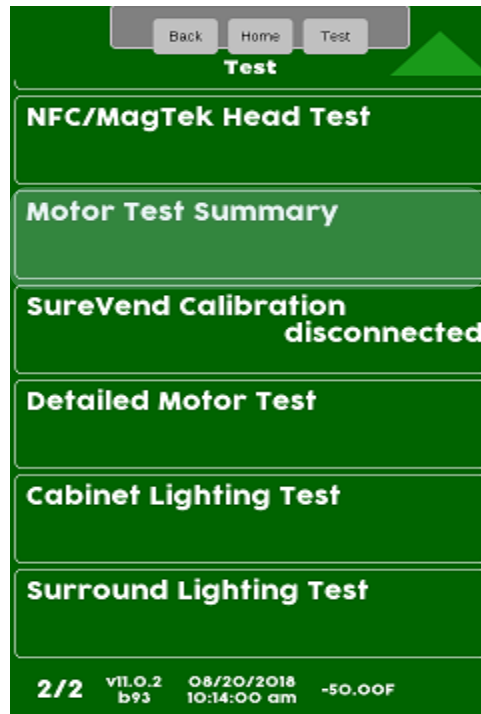 Back Home Test
Test
NFC/MagTek Head Test
Motor Test Summary
SureVend Calibration
disconnected
Detailed Motor Test
Cabinet Lighting Test
Surround Lighting Test
2/2 v11.0.2 08/20/2018 -50.00F
b93 10:14:00 am